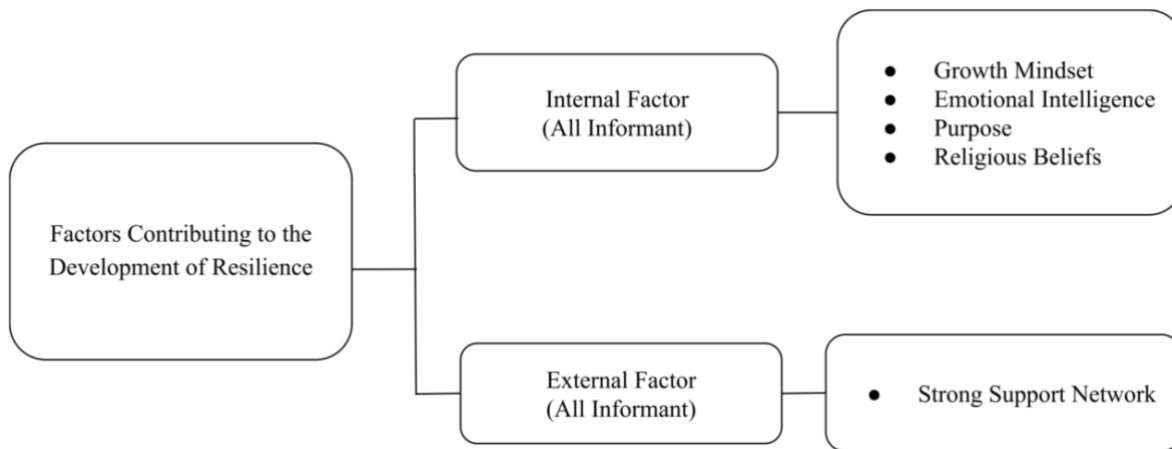 Factors Contributing to the
Development of Resilience
Internal Factor
(All Informant)
● Growth Mindset
● Emotional Intelligence
● Purpose
● Religious Beliefs
External Factor
(All Informant)
● Strong Support Network